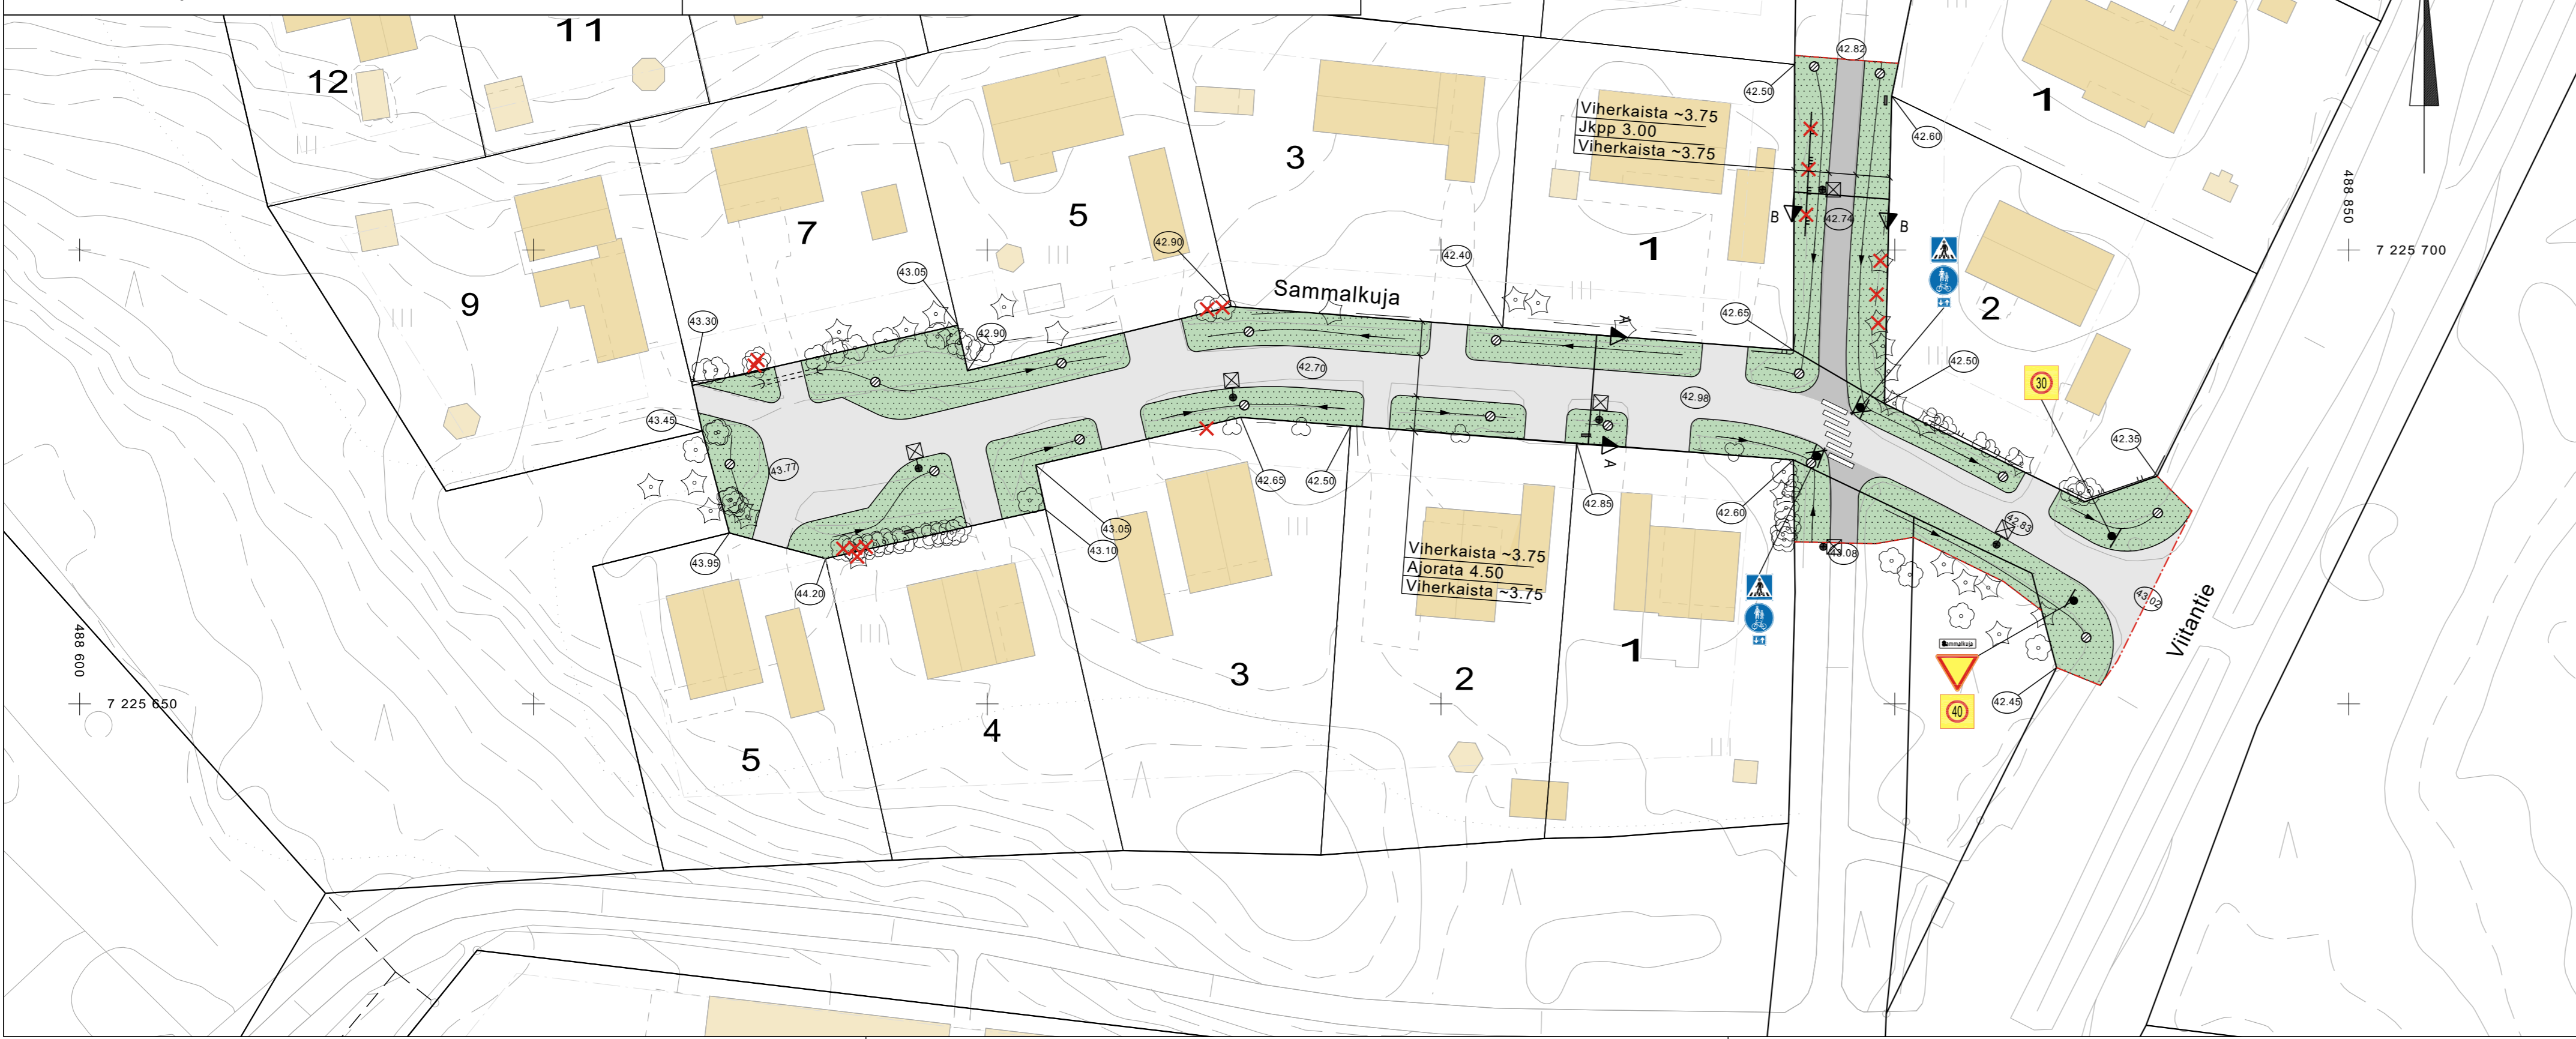 11
12
42.82
42.50
1
Viherkaista ~3.75
Jkpp 3.00
Viherkaista ~3.75
E
E
E
42.60
3
488 850
5
7
42.90
B
42.74
B
1
7 225 700
42.40
43.05
9
Sammalkuja
2
43.30
42.90
42.65
A
42.50
42.70
30
42.98
43.45
42.35
43.77
A
42.65
42.50
42.85
42.60
43.05
43.10
42.83
43.08
43.95
44.20
Viherkaista ~3.75
Ajorata 4.50
Viherkaista ~3.75
43.02
Viitantie
488 600
1
Sammalkuja
3
2
7 225 650
42.45
40
4
5